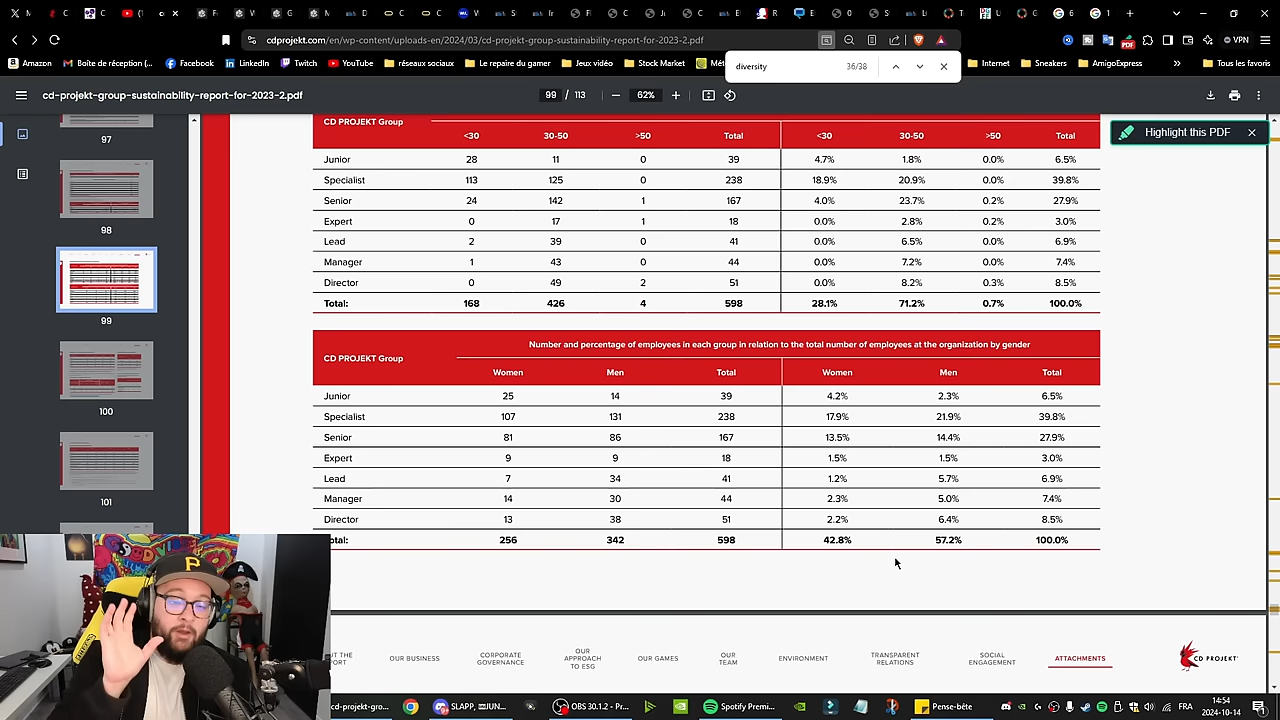 cdprojekt.com/en/wp-content/uploads-en/2024/03/cd-projekt-group-sustainability-report-for-2023-2.pdf
VPN
Amazon Boîte de réception (... Facebook LinkedIn Twitch YouTube réseaux sociaux Le repaire du gamer Jeux vidéo Stock Market Internet Sneakers AmigoExpress Tous les favoris
diversity 36/38
cd-projekt-group-sustainability-report-for-2023-2.pdf 99 / 113 62%
Highlight this PDF
97
98
99
100
101
CD PROJEKT Group <30 30-50 >50 Total <30 30-50 >50 Total
Junior 28 11 0 39 4.7% 1.8% 0.0% 6.5%
Specialist 113 125 0 238 18.9% 20.9% 0.0% 39.8%
Senior 24 142 1 167 4.0% 23.7% 0.2% 27.9%
Expert 0 17 1 18 0.0% 2.8% 0.2% 3.0%
Lead 2 39 0 41 0.0% 6.5% 0.0% 6.9%
Manager 1 43 0 44 0.0% 7.2% 0.0% 7.4%
Director 0 49 2 51 0.0% 8.2% 0.3% 8.5%
Total: 168 426 4 598 28.1% 71.2% 0.7% 100.0%
Number and percentage of employees in each group in relation to the total number of employees at the organization by gender
CD PROJEKT Group
Women Men Total Women Men Total
Junior 25 14 39 4.2% 2.3% 6.5%
Specialist 107 131 238 17.9% 21.9% 39.8%
Senior 81 86 167 13.5% 14.4% 27.9%
Expert 9 9 18 1.5% 1.5% 3.0%
Lead 7 34 41 1.2% 5.7% 6.9%
Manager 14 30 44 2.3% 5.0% 7.4%
Director 13 38 51 2.2% 6.4% 8.5%
otal: 256 342 598 42.8% 57.2% 100.0%
OUR BUSINESS
CORPORATE
GOVERNANCE
OUR
APPROACH
TO ESG
OUR GAMES
OUR
TEAM
ENVIRONMENT
TRANSPARENT
RELATIONS
SOCIAL
ENGAGEMENT
ATTACHMENTS
CD PROJEKT
P
cd-projekt-gro... SLAPP, OBS 30.1.2 - Pr... Spotify Premi... Pense-bête FRA
14:54
2024-10-14